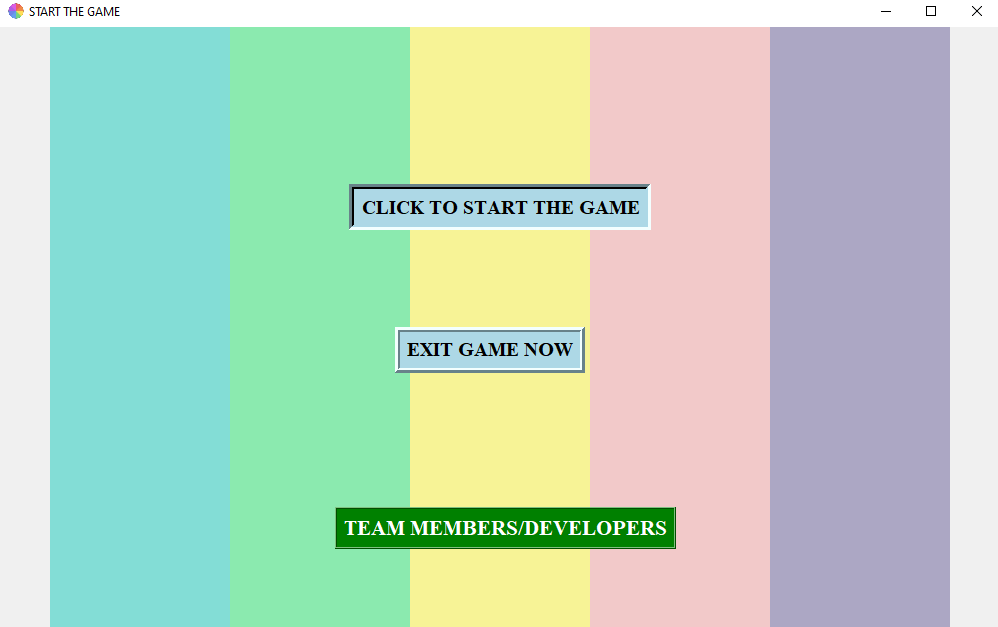 START THE GAME
CLICK TO START THE GAME
EXIT GAME NOW
TEAM MEMBERS/DEVELOPERS